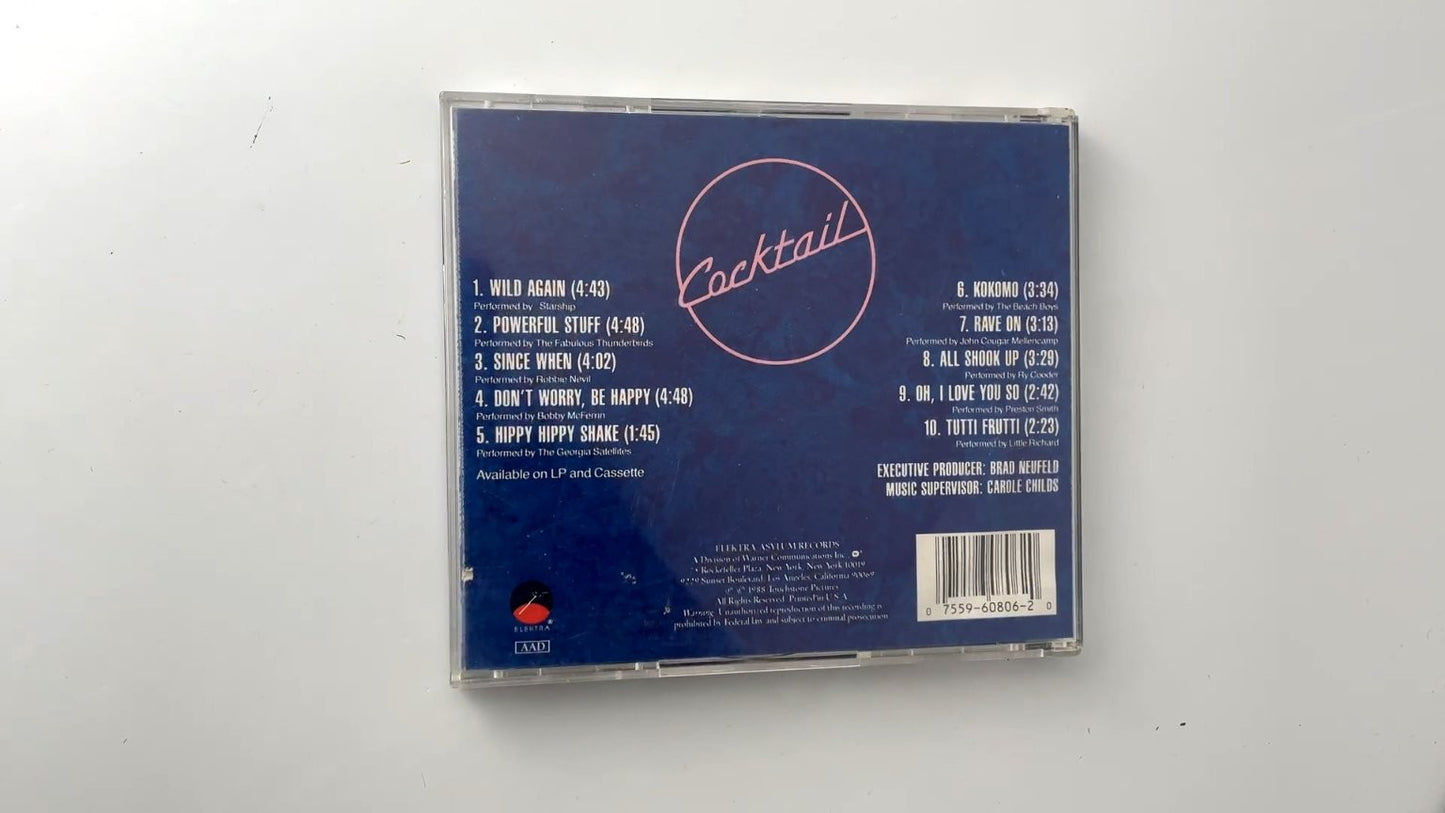 Cocktail
1. WILD AGAIN (4:43)
Performed by Starship
2. POWERFUL STUFF (4:48)
Performed by The Fabulous Thunderbirds
3. SINCE WHEN (4:02)
Performed by Robbie Nevil
4. DON'T WORRY, BE HAPPY (4:48)
Performed by Bobby McFerrin
5. HIPPY HIPPY SHAKE (1:45)
Performed by The Georgia Satellites
Available on LP and Cassette
6. KOKOMO (3:34)
Performed by The Beach Boys
7. RAVE ON (3:13)
Performed by John Cougar Mellencamp
8. ALL SHOOK UP (3:29)
Performed by Ry Cooder
9. OH, I LOVE YOU SO (2:42)
Performed by Preston Smith
10. TUTTI FRUTTI (2:23)
Performed by Little Richard
EXECUTIVE PRODUCER: BRAD NEUFELD
MUSIC SUPERVISOR: CAROLE CHILDS
ELEKTRA
AAD
ELEKTRA/ASYLUM RECORDS
A Division of Warner Communications Inc.
Rockefeller Plaza, New York, New York 10019
9229 Sunset Boulevard, Los Angeles, California 90069
℗ © 1988 Touchstone Pictures
All Rights Reserved. Printed in U.S.A.
Warning: Unauthorized reproduction of this recording is
prohibited by Federal law and subject to criminal prosecution
0 7559-60806-2 0